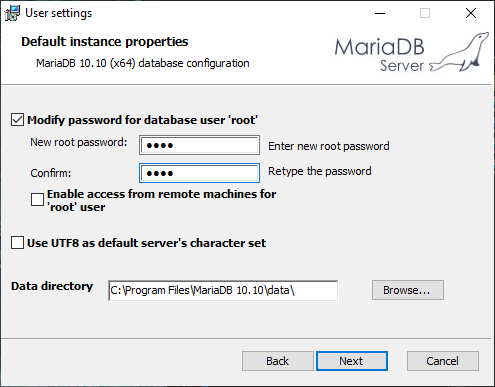 User settings
Default instance properties
MariaDB 10.10 (x64) database configuration
MariaDB
Server
Modify password for database user 'root'
New root password: ●●●● Enter new root password
Confirm: ●●●● Retype the password
Enable access from remote machines for
'root' user
Use UTF8 as default server's character set
Data directory C:\Program Files\MariaDB 10.10\data\ Browse...
Back Next Cancel